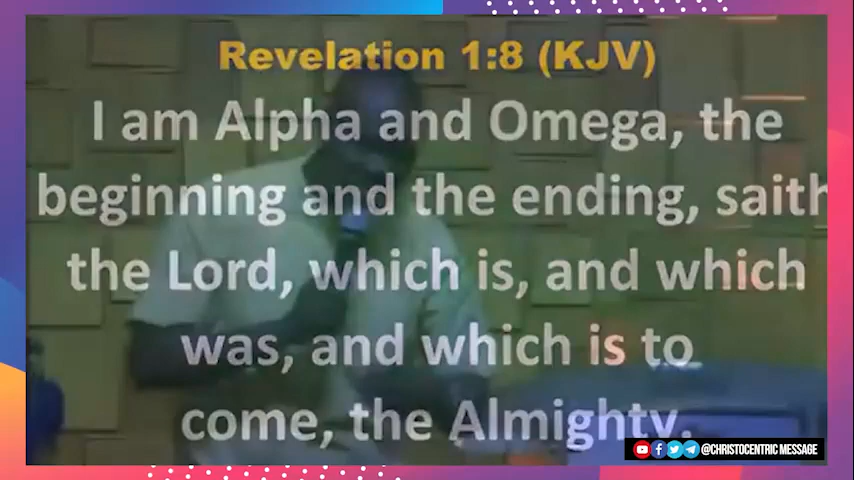 Revelation 1:8 (KJV)
I am Alpha and Omega, the
beginning and the ending, saith
the Lord, which is, and which
was, and which is to
come, the Almighty.
@CHRISTOCENTRIC MESSAGE